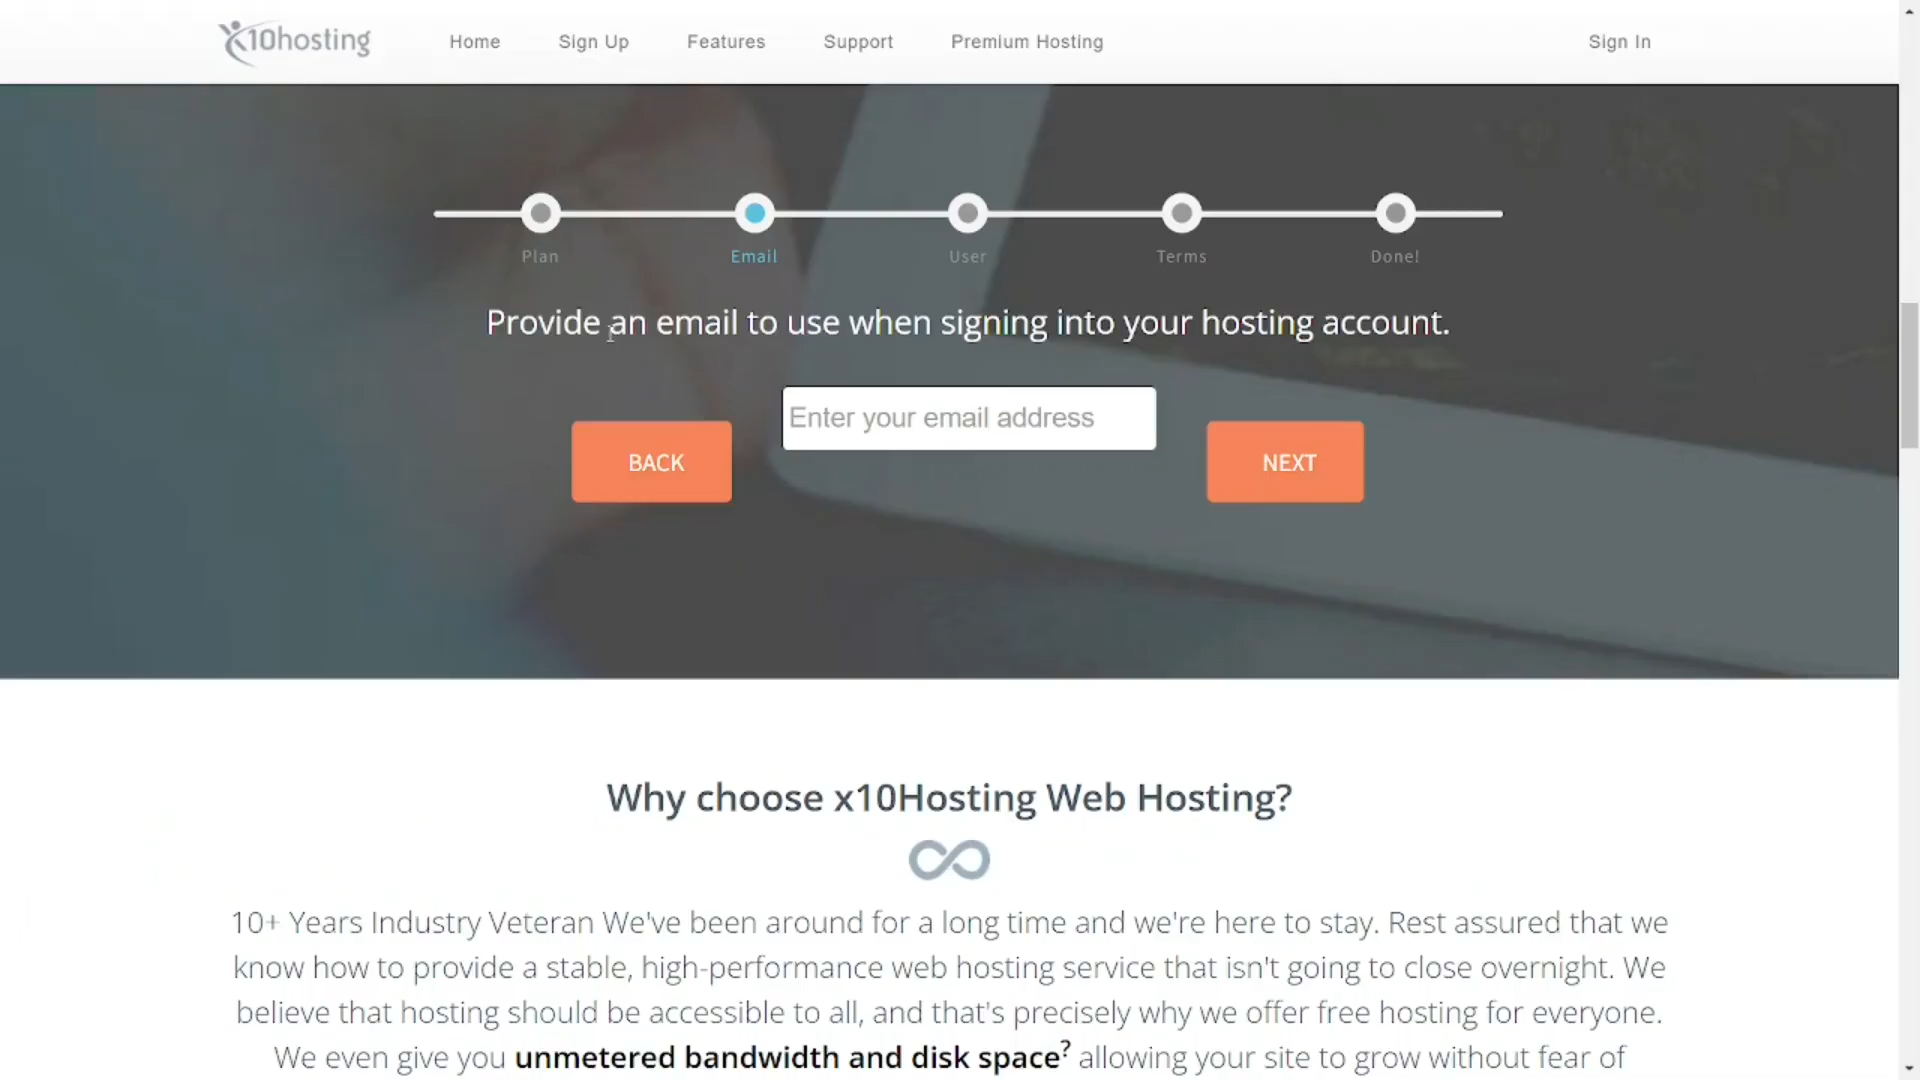 x10hosting Home Sign Up Features Support Premium Hosting Sign In
Plan Email User Terms Done!
Provide an email to use when signing into your hosting account.
Enter your email address
BACK NEXT
Why choose x10Hosting Web Hosting?
10+ Years Industry Veteran We've been around for a long time and we're here to stay. Rest assured that we
know how to provide a stable, high-performance web hosting service that isn't going to close overnight. We
believe that hosting should be accessible to all, and that's precisely why we offer free hosting for everyone.
We even give you unmetered bandwidth and disk space? allowing your site to grow without fear of